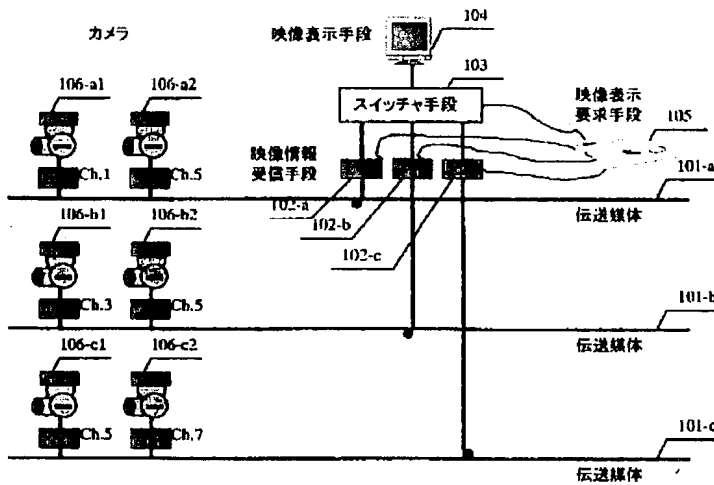 カメラ
映像表示手段
104
103
106-a1
106-a2
スイッチャ手段
映像表示
要求手段
105
映像情報
受信手段
Ch.1
Ch.5
102-a
102-b
102-c
101-a
伝送媒体
106-b1
106-b2
Ch.3
Ch.5
101-b
伝送媒体
106-c1
106-c2
Ch.5
Ch.7
101-c
伝送媒体